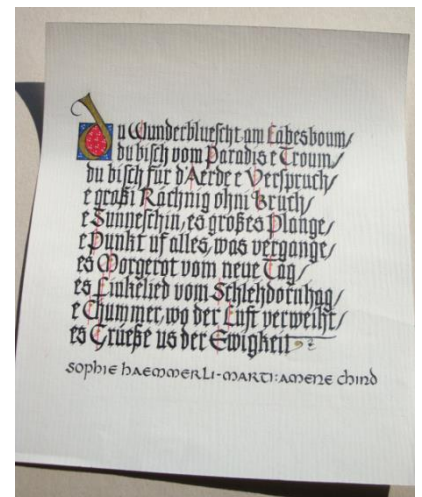 Du Wunderbluescht am Läbesboum/
du bisch vom Paradis e Troum/
du bisch für d'Aerde e Verspruch/
e großi Rächnig ohni Bruch/
e Sunneschin, es großes Plange/
e Punkt uf alles, was vergange/
es Morgerot vom neue Tag/
es Finkelied vom Schlehdornhag/
e Chummer, wo der Luft verweiht/
es Grüeße us der Ewigkeit
SOPHIE HAEMMERLI-MARTI: AMENE CHIND